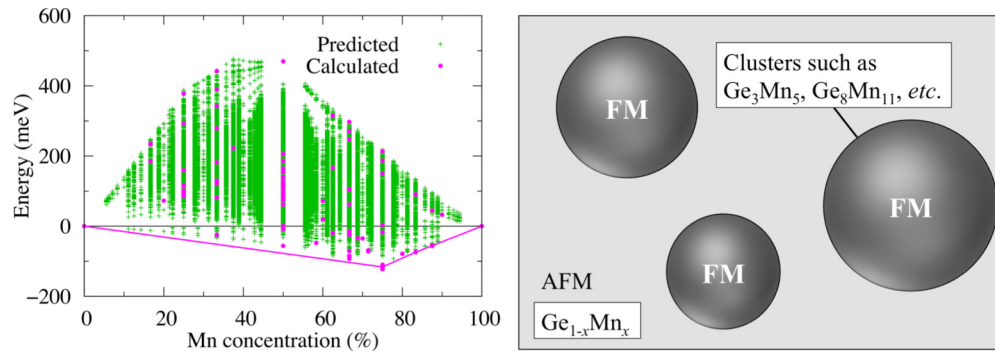 600
400
200
0
−200
Energy (meV)
0
20
40
60
80
100
Mn concentration (%)
Predicted
Calculated
FM
Clusters such as
Ge₃Mn₅, Ge₈Mn₁₁, etc.
FM
FM
AFM
Ge₁₋ₓMnₓ